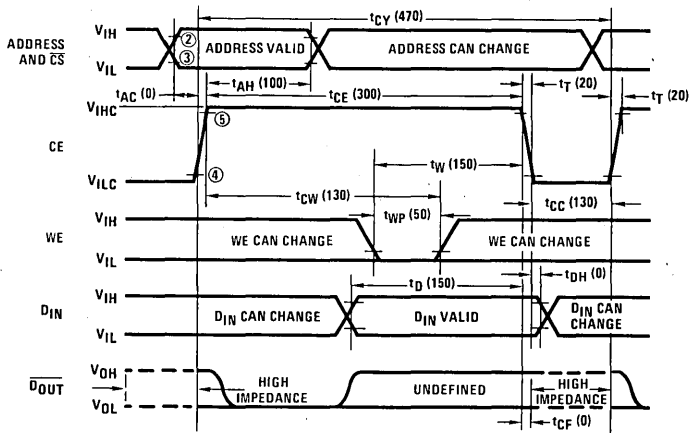 tCY (470)
ADDRESS
AND CS
VIH
VIL
②
③
ADDRESS VALID
ADDRESS CAN CHANGE
tAC (0)
tAH (100)
tCE (300)
tT (20)
tT (20)
CE
VIHC
VILC
⑤
④
tW (150)
tCW (130)
tWP (50)
tCC (130)
WE
VIH
VIL
WE CAN CHANGE
WE CAN CHANGE
tD (150)
tDH (0)
DIN
VIH
VIL
DIN CAN CHANGE
DIN VALID
DIN CAN
CHANGE
DOUT
VOH
VOL
HIGH
IMPEDANCE
UNDEFINED
HIGH
IMPEDANCE
tCF (0)